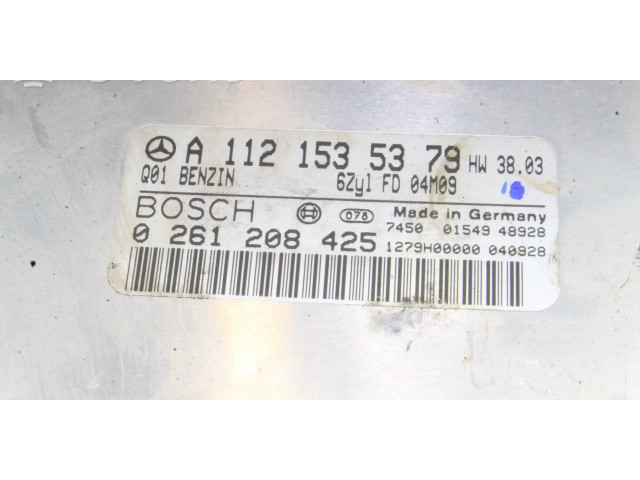 A 112 153 53 79 HW 38.03
Q01 BENZIN 6Zyl FD 04M09
BOSCH 078 Made in Germany
7450 01549 48928
0 261 208 425 1279H00000 040928